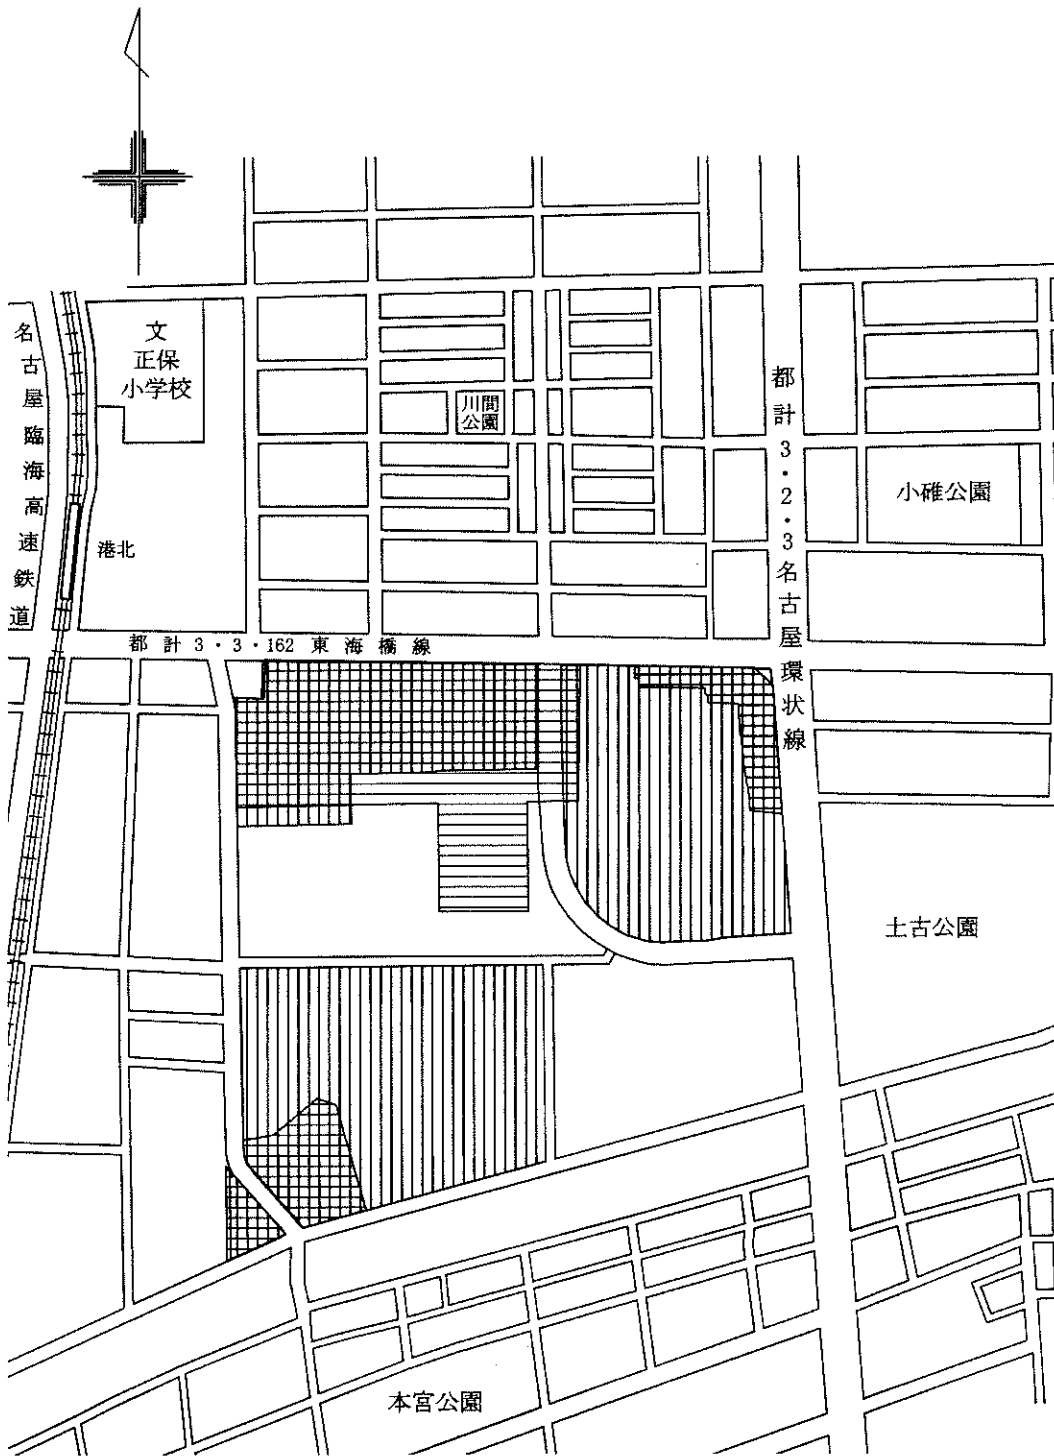 名古屋臨海高速鉄道
文
正保
小学校
川間
公園
都計3・2・3名古屋環状線
小碓公園
港北
都計3・3・162東海橋線
土古公園
本宮公園